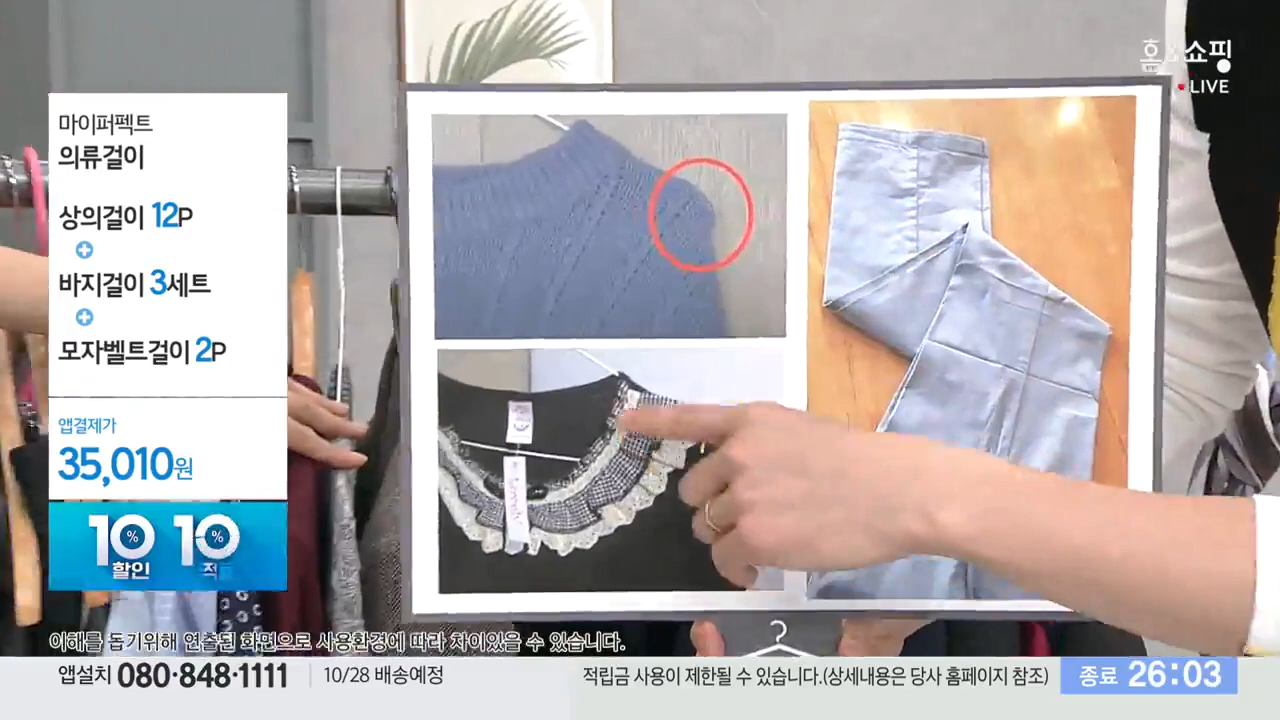 홈&쇼핑
LIVE
마이퍼펙트
의류걸이
상의걸이 12P
바지걸이 3세트
모자벨트걸이 2P
앱결제가
35,010원
10% 할인 10%
이해를 돕기위해 연출된 화면으로 사용환경에 따라 차이있을 수 있습니다.
앱설치 080·848·1111 10/28 배송예정 적립금 사용이 제한될 수 있습니다.(상세내용은 당사 홈페이지 참조) 종료 26:03